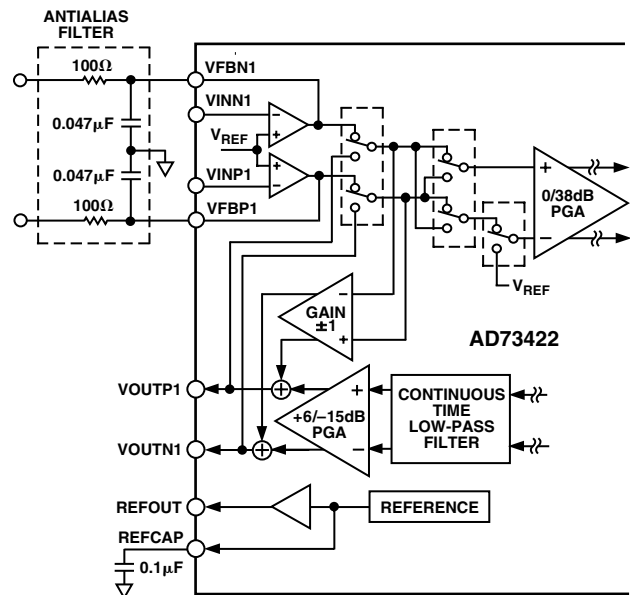 ANTIALIAS
FILTER
100Ω
VFBN1
VINN1
0.047μF
VREF
0.047μF
VINP1
100Ω
VFBP1
0/38dB
PGA
VREF
GAIN
±1
AD73422
VOUTP1
+6/–15dB
PGA
CONTINUOUS
TIME
LOW-PASS
FILTER
VOUTN1
REFOUT
REFERENCE
REFCAP
0.1μF